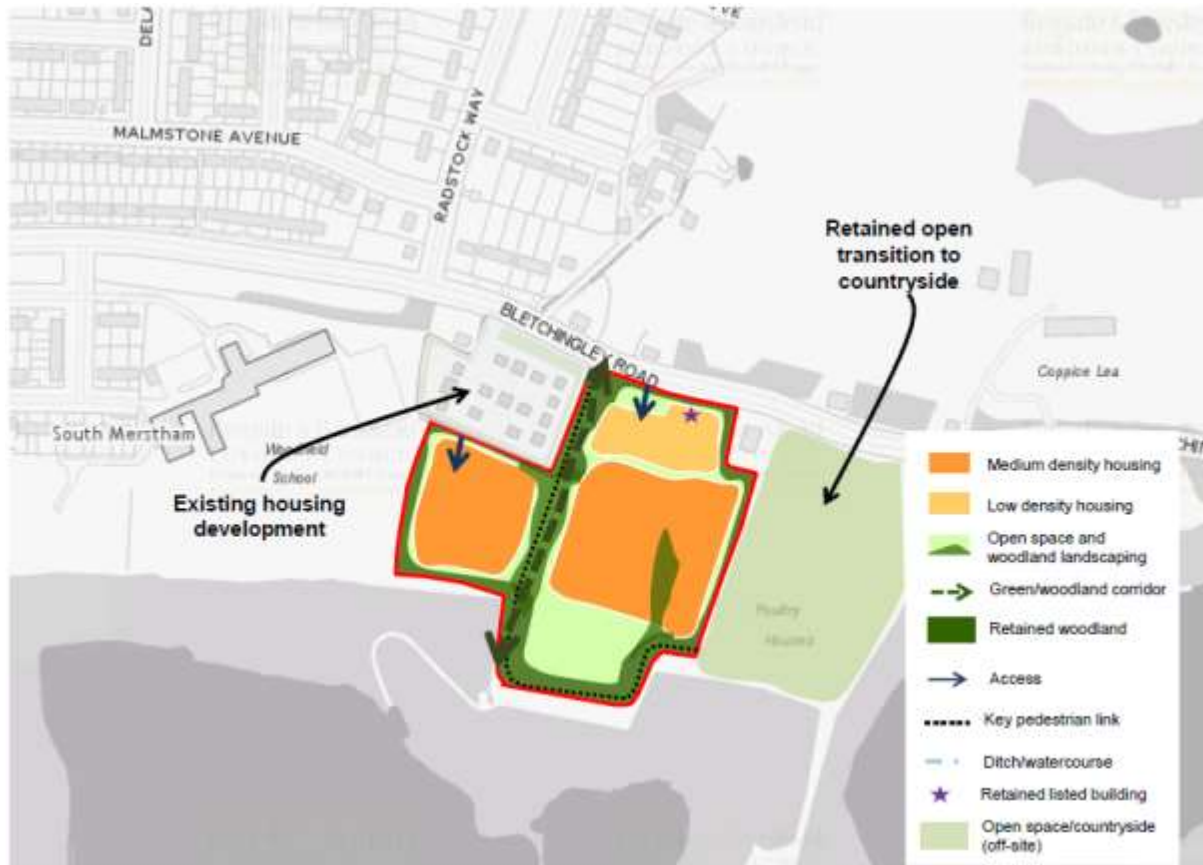 MALMSTONE AVENUE
RADSTOCK WAY
Retained open
transition to
countryside
BLETCHINGLEY ROAD
Coppice Lea
South Merstham
School
Existing housing
development
Poultry
Houses
Medium density housing
Low density housing
Open space and
woodland landscaping
Green/woodland corridor
Retained woodland
Access
Key pedestrian link
Ditch/watercourse
Retained listed building
Open space/countryside
(off-site)